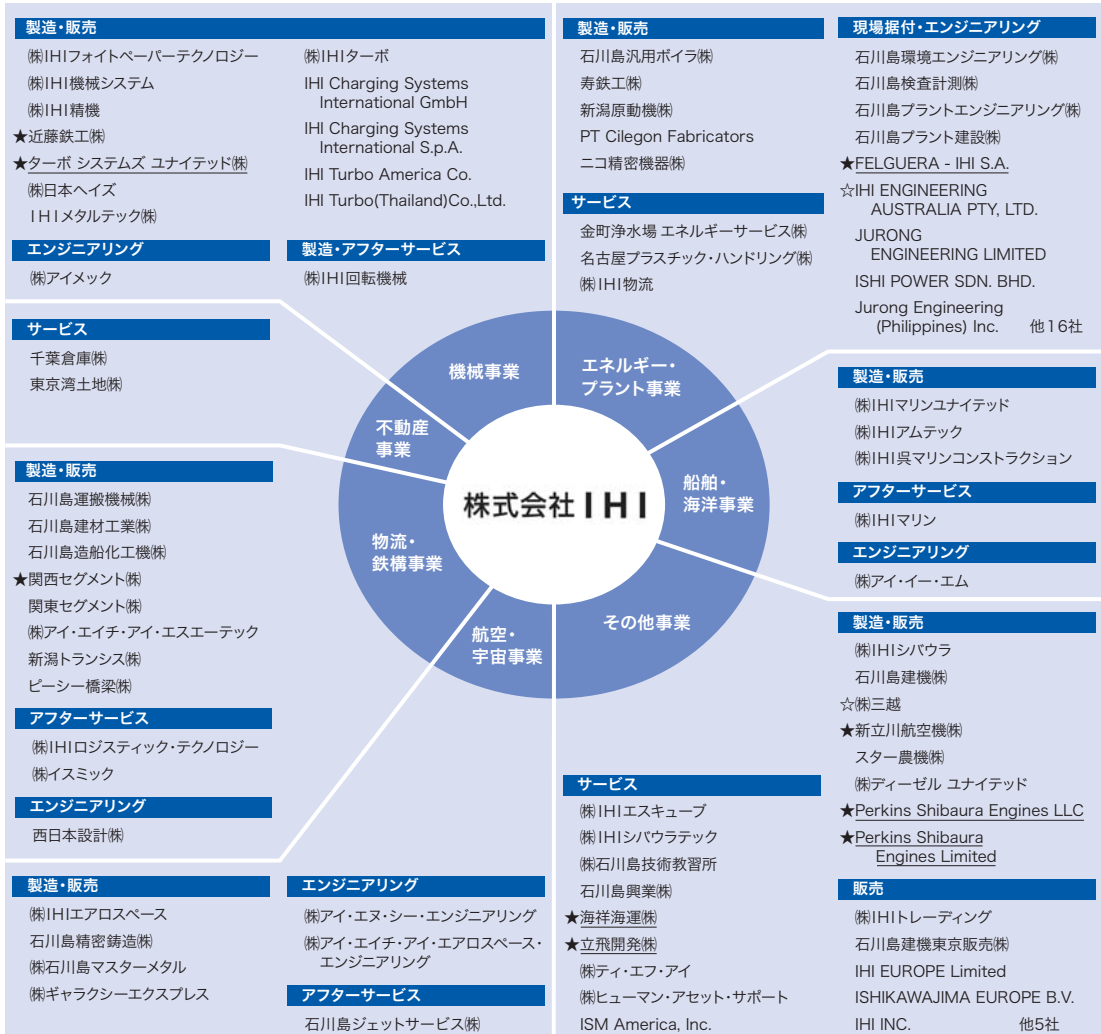 製造・販売
㈱IHIフォイトペーパーテクノロジー
㈱IHI機械システム
㈱IHI精機
★近藤鉄工㈱
★ターボ システムズ ユナイテッド㈱
㈱日本ヘイズ
IHIメタルテック㈱
㈱IHIターボ
IHI Charging Systems
International GmbH
IHI Charging Systems
International S.p.A.
IHI Turbo America Co.
IHI Turbo(Thailand)Co.,Ltd.
エンジニアリング
㈱アイメック
製造・アフターサービス
㈱IHI回転機械
製造・販売
石川島汎用ボイラ㈱
寿鉄工㈱
新潟原動機㈱
PT Cilegon Fabricators
ニコ精密機器㈱
サービス
金町浄水場 エネルギーサービス㈱
名古屋プラスチック・ハンドリング㈱
㈱IHI物流
現場据付・エンジニアリング
石川島環境エンジニアリング㈱
石川島検査計測㈱
石川島プラントエンジニアリング㈱
石川島プラント建設㈱
★FELGUERA - IHI S.A.
☆IHI ENGINEERING
AUSTRALIA PTY, LTD.
JURONG
ENGINEERING LIMITED
ISHI POWER SDN. BHD.
Jurong Engineering
(Philippines) Inc. 他16社
サービス
千葉倉庫㈱
東京湾土地㈱
機械事業
エネルギー・
プラント事業
不動産
事業
船舶・
海洋事業
株式会社 IHI
物流・
鉄構事業
航空・
宇宙事業
その他事業
製造・販売
㈱IHIマリンユナイテッド
㈱IHIアムテック
㈱IHI呉マリンコンストラクション
アフターサービス
㈱IHIマリン
エンジニアリング
㈱アイ・イー・エム
製造・販売
石川島運搬機械㈱
石川島建材工業㈱
石川島造船化工機㈱
★関西セグメント㈱
関東セグメント㈱
㈱アイ・エイチ・アイ・エスエーテック
新潟トランシス㈱
ピーシー橋梁㈱
アフターサービス
㈱IHIロジスティック・テクノロジー
㈱イスミック
エンジニアリング
西日本設計㈱
製造・販売
㈱IHIエアロスペース
石川島精密鋳造㈱
㈱石川島マスターメタル
㈱ギャラクシーエクスプレス
エンジニアリング
㈱アイ・エヌ・シー・エンジニアリング
㈱アイ・エイチ・アイ・エアロスペース・
エンジニアリング
アフターサービス
石川島ジェットサービス㈱
サービス
㈱IHIエスキューブ
㈱IHIシバウラテック
㈱石川島技術教習所
石川島興業㈱
★海祥海運㈱
★立飛開発㈱
㈱ティ・エフ・アイ
㈱ヒューマン・アセット・サポート
ISM America, Inc.
製造・販売
㈱IHIシバウラ
石川島建機㈱
☆㈱三越
★新立川航空機㈱
スター農機㈱
㈱ディーゼル ユナイテッド
★Perkins Shibaura Engines LLC
★Perkins Shibaura
Engines Limited
販売
㈱IHIトレーディング
石川島建機東京販売㈱
IHI EUROPE Limited
ISHIKAWAJIMA EUROPE B.V.
IHI INC. 他5社